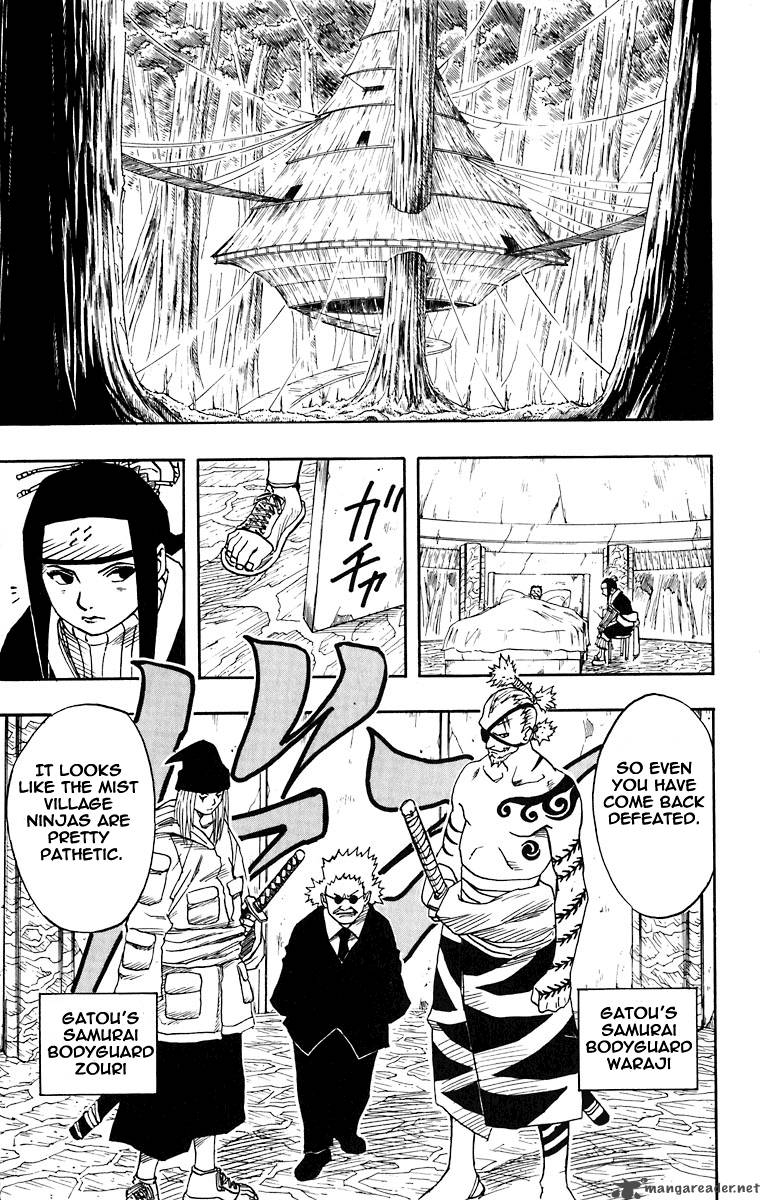 ガチャ
SO EVEN
YOU HAVE
COME BACK
DEFEATED.
IT LOOKS
LIKE THE MIST
VILLAGE
NINJAS ARE
PRETTY
PATHETIC.
GATOU'S
SAMURAI
BODYGUARD
WARAJI
GATOU'S
SAMURAI
BODYGUARD
ZOURI
mangareader.net